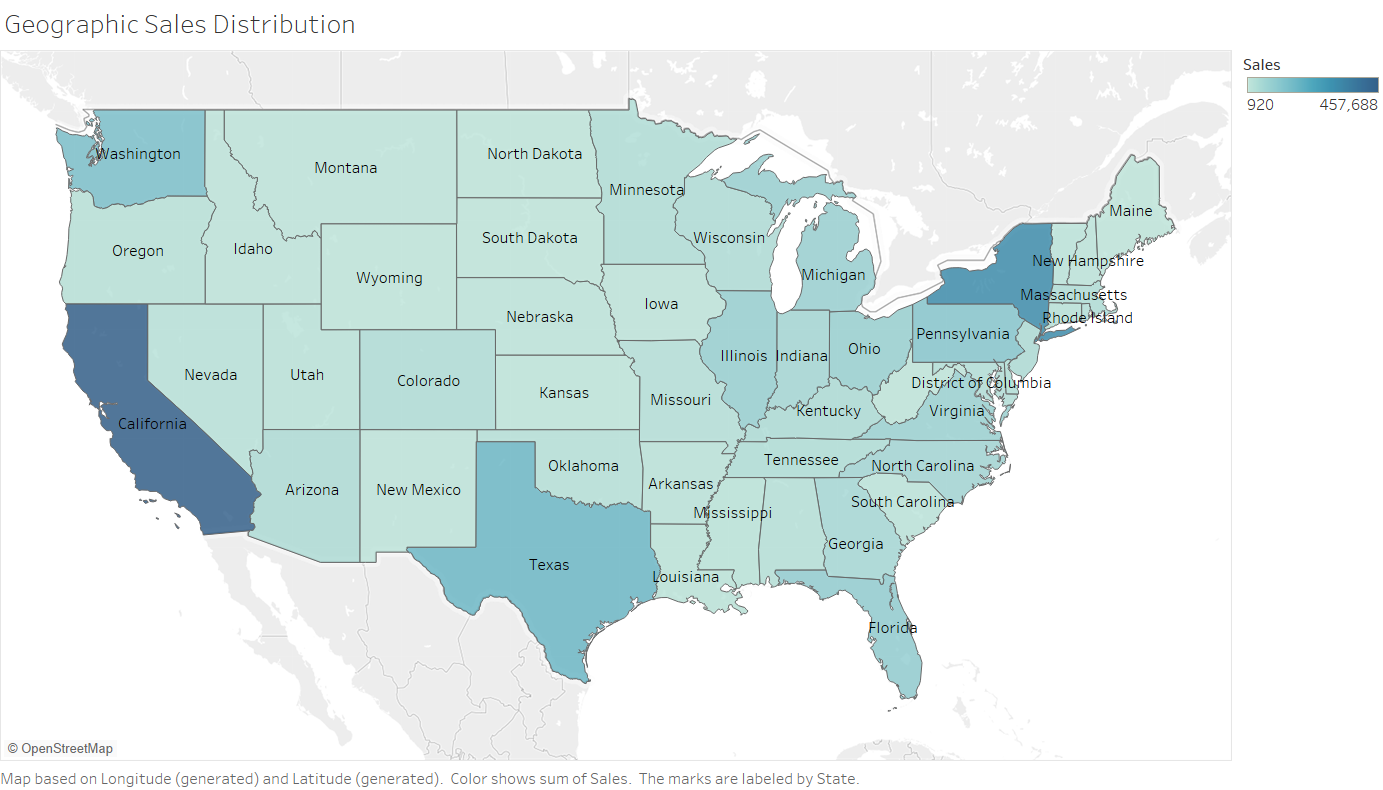 Geographic Sales Distribution
Sales
920 457,688
Washington
Montana
North Dakota
Minnesota
Maine
Oregon
Idaho
South Dakota
Wisconsin
New Hampshire
Wyoming
Michigan
Massachusetts
Nebraska
Iowa
Rhode Island
Pennsylvania
Nevada
Utah
Colorado
Illinois
Indiana
Ohio
District of Columbia
Kansas
Missouri
Kentucky
Virginia
California
Tennessee
North Carolina
Oklahoma
Arizona
New Mexico
Arkansas
South Carolina
Mississippi
Georgia
Texas
Louisiana
Florida
© OpenStreetMap
Map based on Longitude (generated) and Latitude (generated).  Color shows sum of Sales.  The marks are labeled by State.